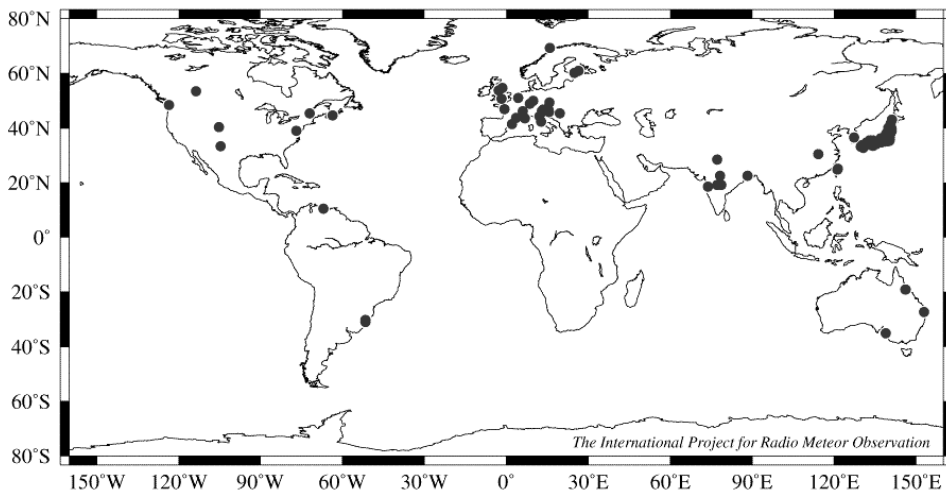 80°N
60°N
40°N
20°N
0°
20°S
40°S
60°S
80°S
The International Project for Radio Meteor Observation
150°W 120°W 90°W 60°W 30°W 0° 30°E 60°E 90°E 120°E 150°E